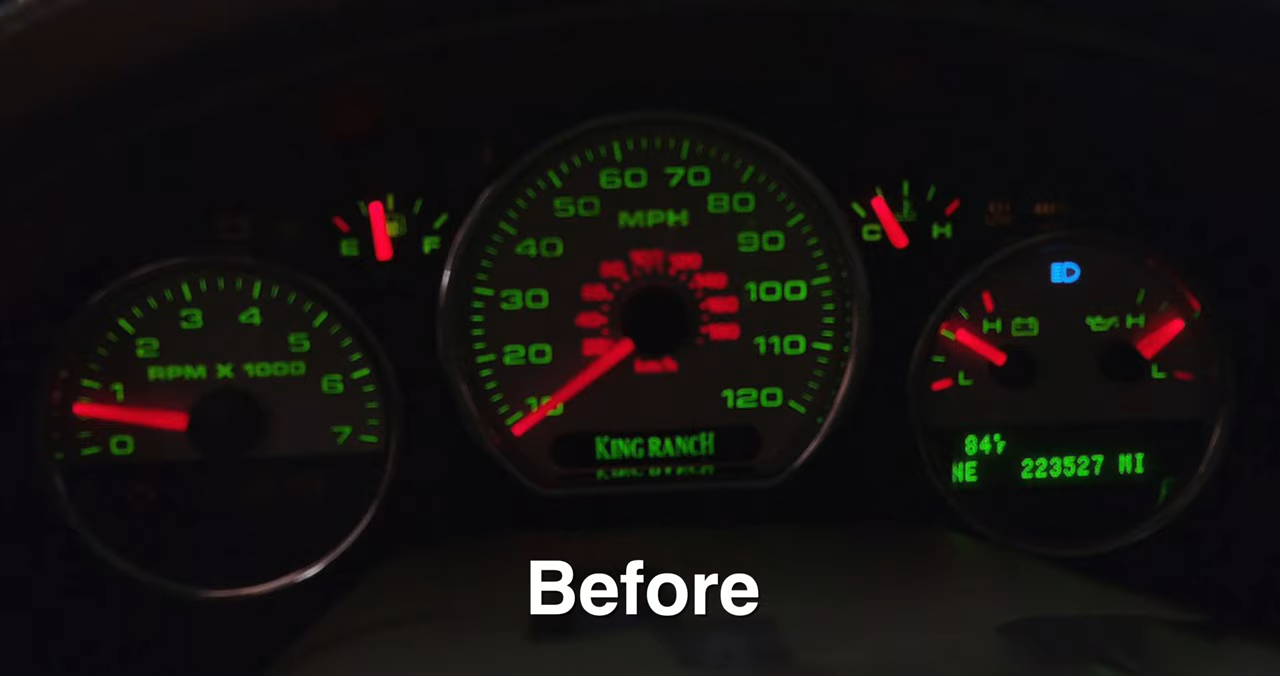 60 70
50 80
MPH
40 90
30 100
20 110
10 120
KING RANCH
E F
C H
3 4
2 5
RPM X 1000
1 6
0 7
H H
L L
84°F
NE 223527 MI
Before